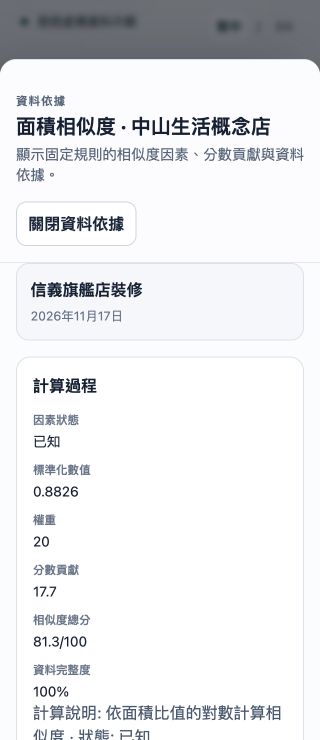 資料依據
面積相似度 · 中山生活概念店
顯示固定規則的相似度因素、分數貢獻與資料
依據。
關閉資料依據
信義旗艦店裝修
2026年11月17日
計算過程
因素狀態
已知
標準化數值
0.8826
權重
20
分數貢獻
17.7
相似度總分
81.3/100
資料完整度
100%
計算說明: 依面積比值的對數計算相
似度 · 狀態: 已知